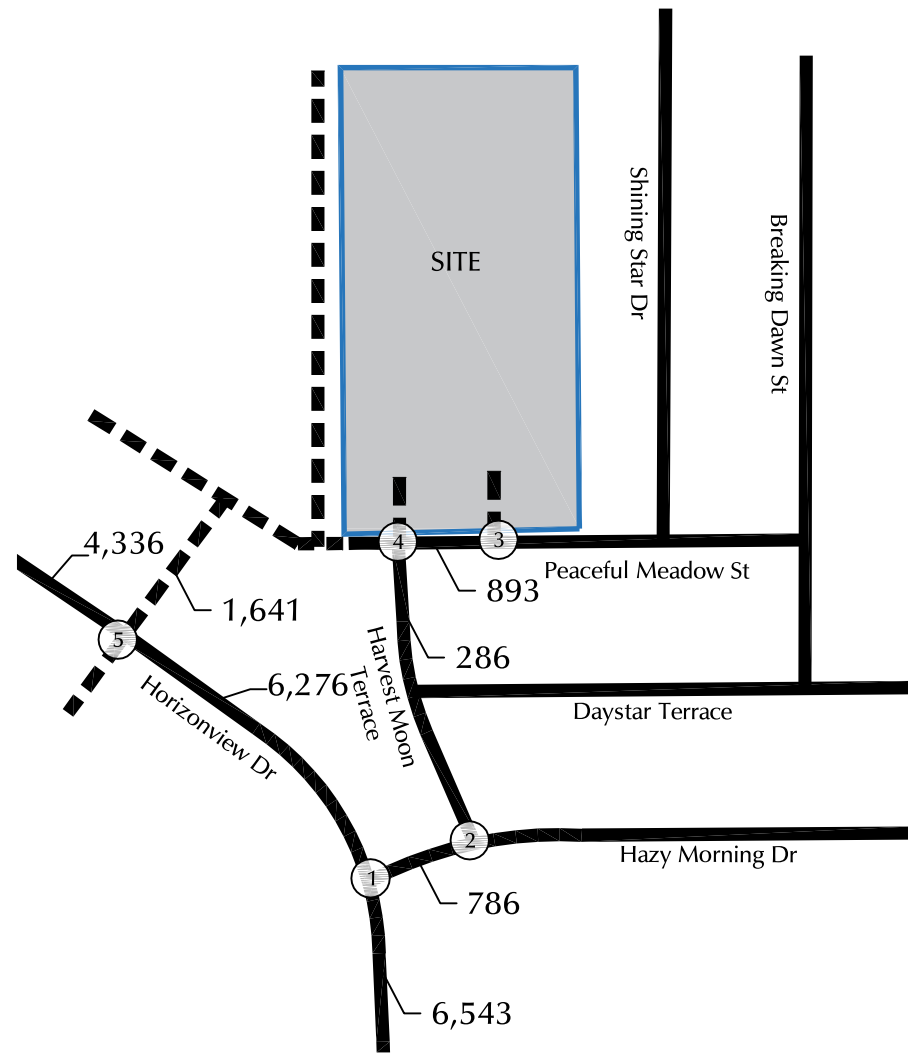 Shining Star Dr
Breaking Dawn St
SITE
4,336
4
3
Peaceful Meadow St
893
1,641
5
286
6,276
Harvest Moon
Terrace
Horizonview Dr
Daystar Terrace
2
Hazy Morning Dr
1
786
6,543